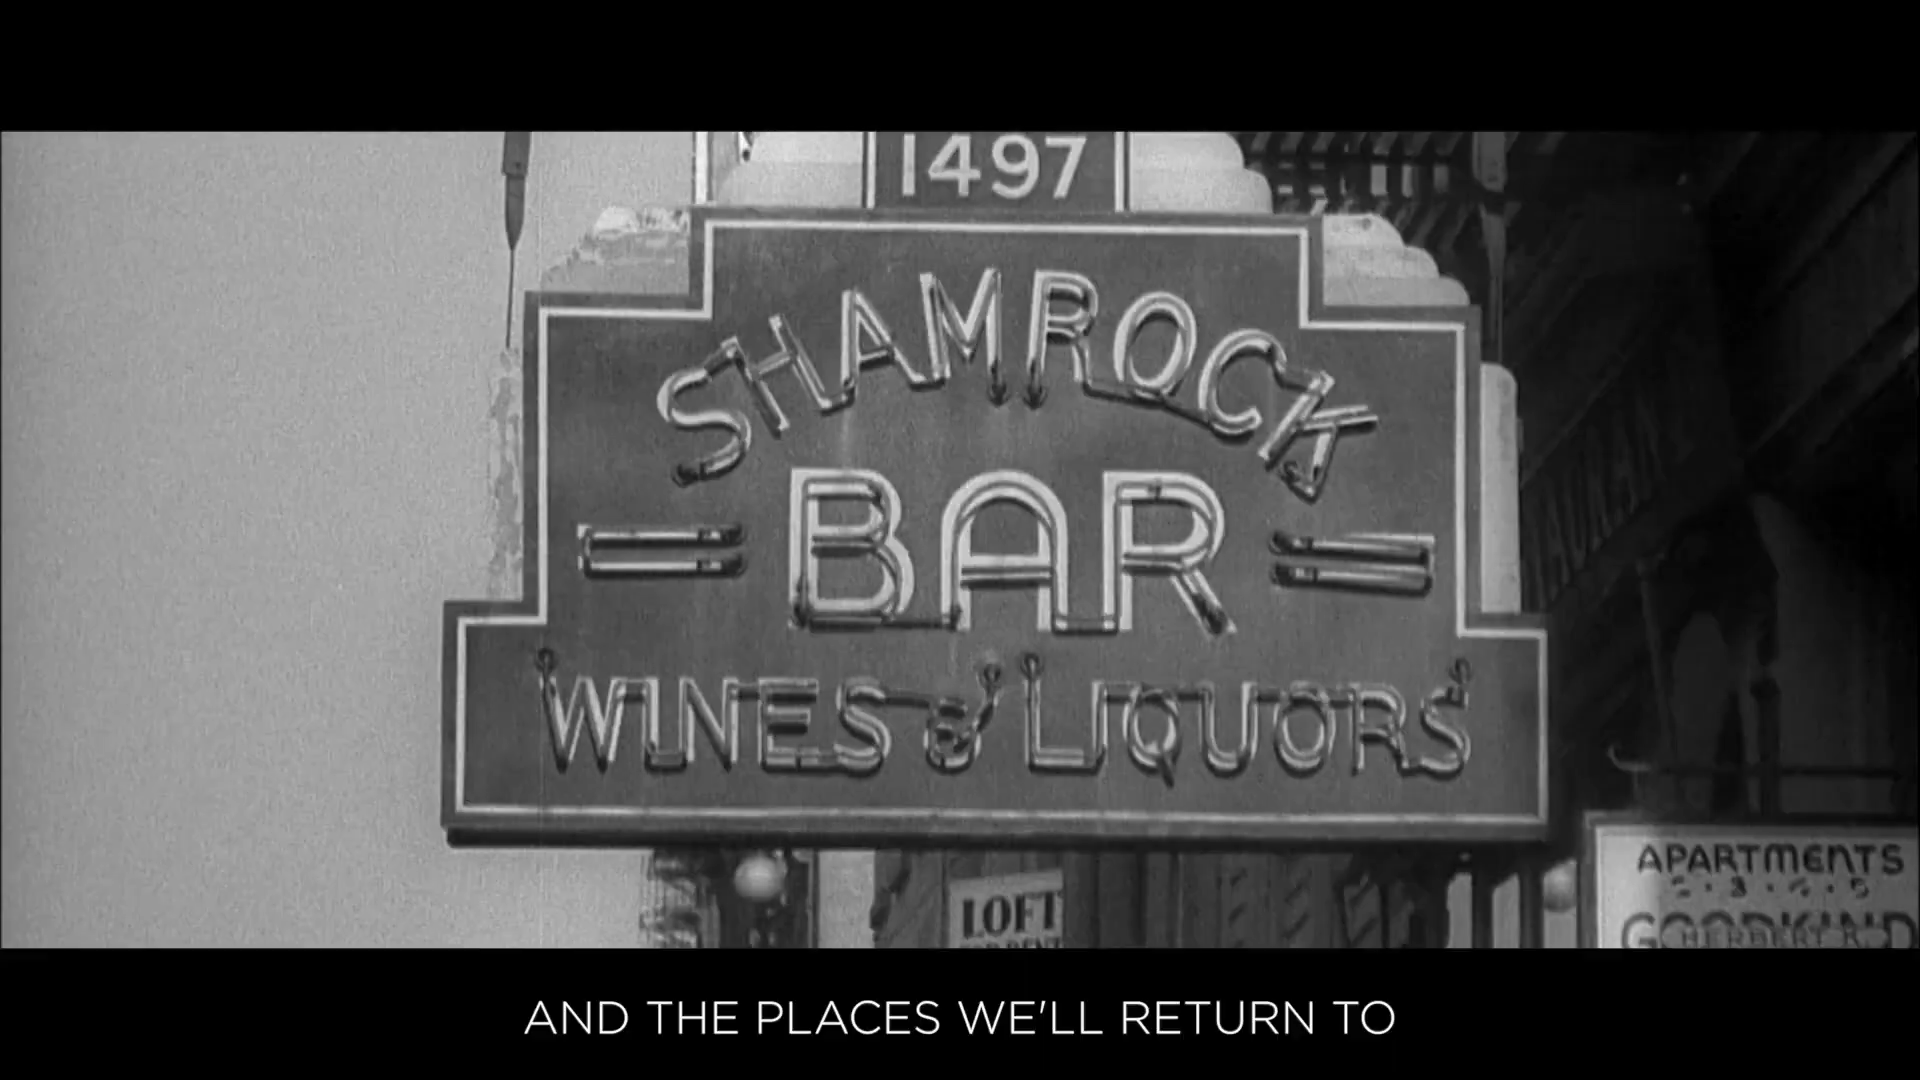 1497
SHAMROCK
BAR
WINES & LIQUORS
APARTMENTS
LOFT
AND THE PLACES WE'LL RETURN TO